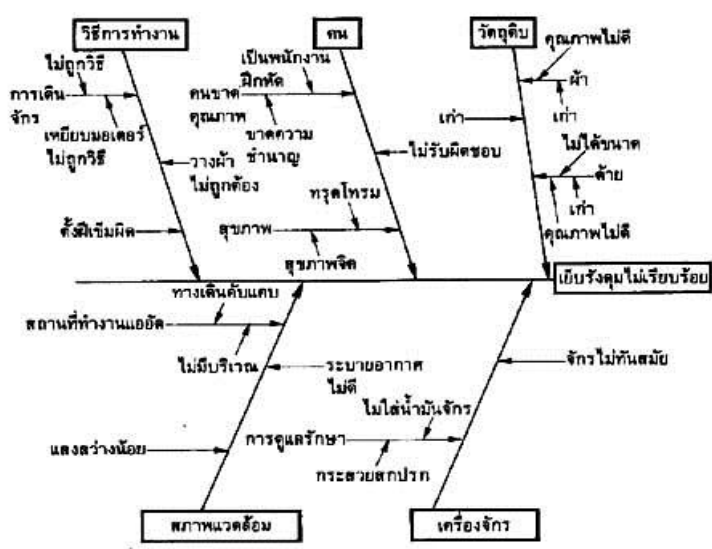 วิธีการทำงาน
คน
วัตถุดิบ
ไม่ถูกวิธี
การเดิน
จักร
เหยียบมอเตอร์
ไม่ถูกวิธี
วางผ้า
ไม่ถูกต้อง
ตั้งฝีเข็มผิด
เป็นพนักงาน
ฝึกหัด
คนขาด
คุณภาพ
ขาดความ
ชำนาญ
ไม่รับผิดชอบ
ทรุดโทรม
สุขภาพ
สุขภาพจิต
คุณภาพไม่ดี
ผ้า
เก่า
เก่า
ไม่ได้ขนาด
ด้าย
เก่า
คุณภาพไม่ดี
เย็บรังดุมไม่เรียบร้อย
ทางเดินคับแคบ
สถานที่ทำงานแออัด
ไม่มีบริเวณ
ระบายอากาศ
ไม่ดี
แสงสว่างน้อย
จักรไม่ทันสมัย
ไม่ใส่น้ำมันจักร
การดูแลรักษา
กระสวยสกปรก
สภาพแวดล้อม
เครื่องจักร